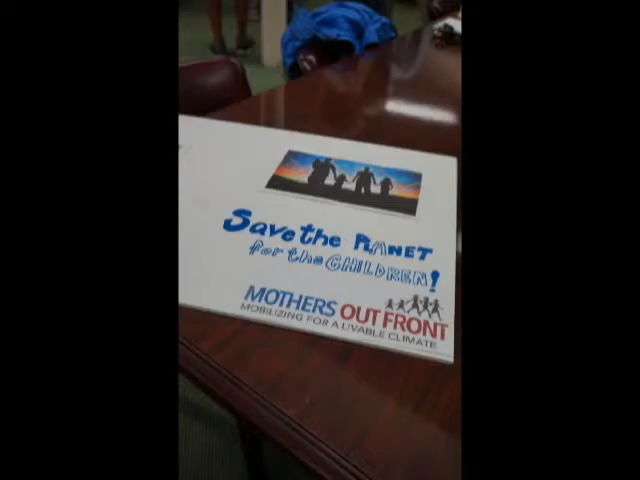 Save the PLANET
for the CHILDREN!
MOTHERS OUT FRONT
MOBILIZING FOR A LIVABLE CLIMATE